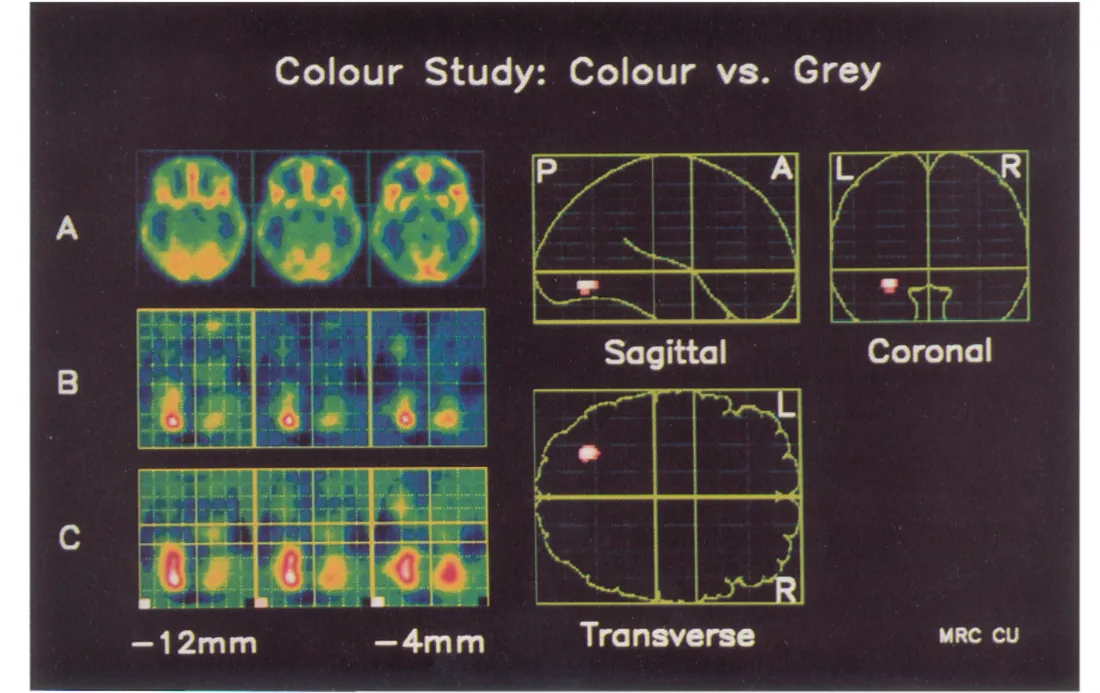 Colour Study: Colour vs. Grey
A
P A
L R
B
Sagittal
Coronal
L
C
R
-12mm
-4mm
Transverse
MRC CU